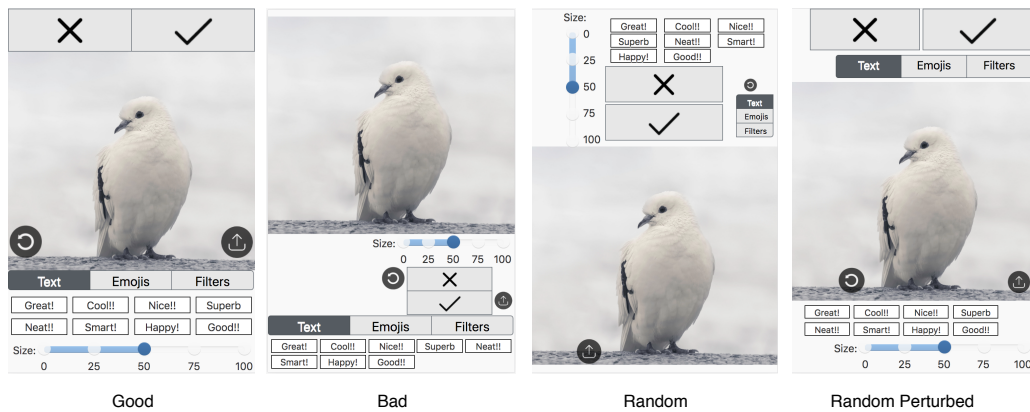 Text Emojis Filters
Great! Cool!! Nice!! Superb
Neat!! Smart! Happy! Good!!
Size:
0 25 50 75 100
Good
Size:
0 25 50 75 100
Text Emojis Filters
Great! Cool!! Nice!! Superb Neat!!
Smart! Happy! Good!!
Bad
Size:
0
25
50
75
100
Great! Cool!! Nice!!
Superb Neat!! Smart!
Happy! Good!!
Text
Emojis
Filters
Random
Text Emojis Filters
Great! Cool!! Nice!! Superb
Neat!! Smart! Happy! Good!!
Size:
0 25 50 75 100
Random Perturbed